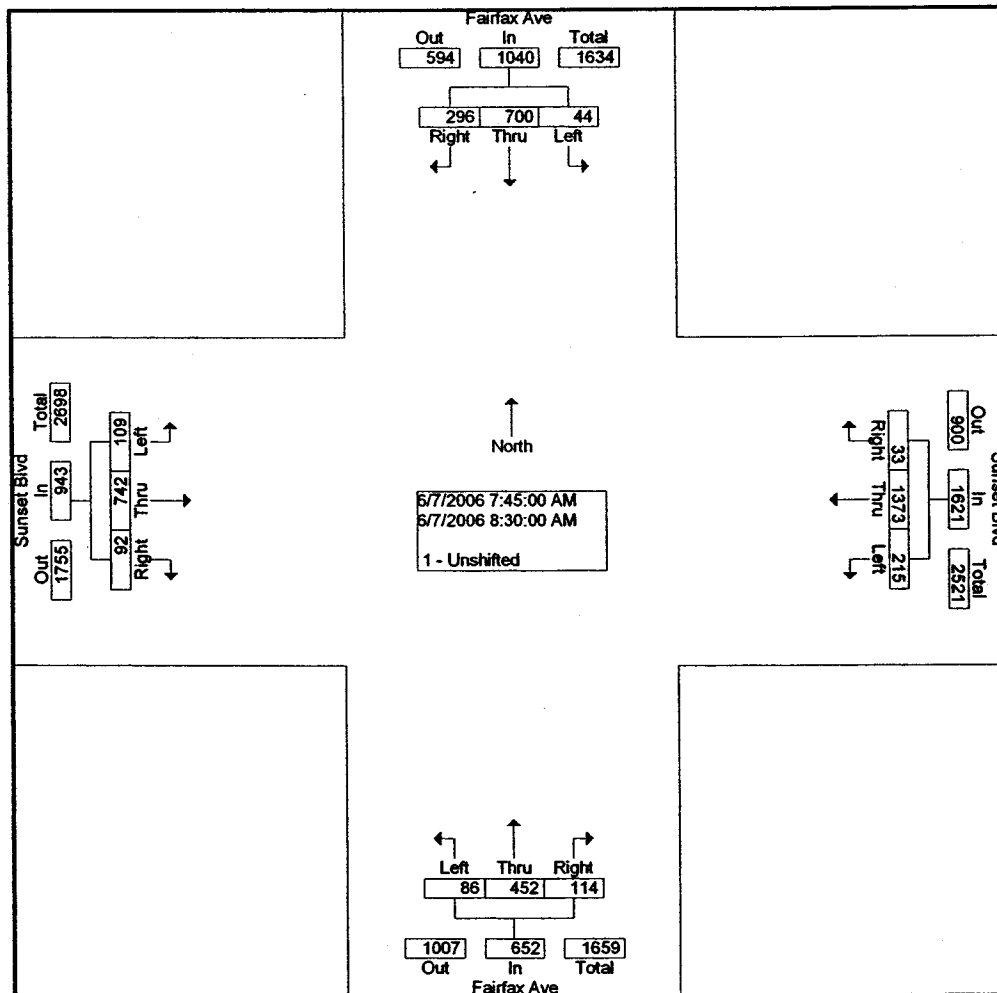 Fairfax Ave
Out In Total
594 1040 1634
296 700 44
Right Thru Left
Sunset Blvd
Total In Out
2698 943 1755
109 742 92
Left Thru Right
North
6/7/2006 7:45:00 AM
6/7/2006 8:30:00 AM
1 - Unshifted
Right Thru Left
33 1373 215
900 1621 2521
Out In Total
Sunset Blvd
Left Thru Right
86 452 114
1007 652 1659
Out In Total
Fairfax Ave